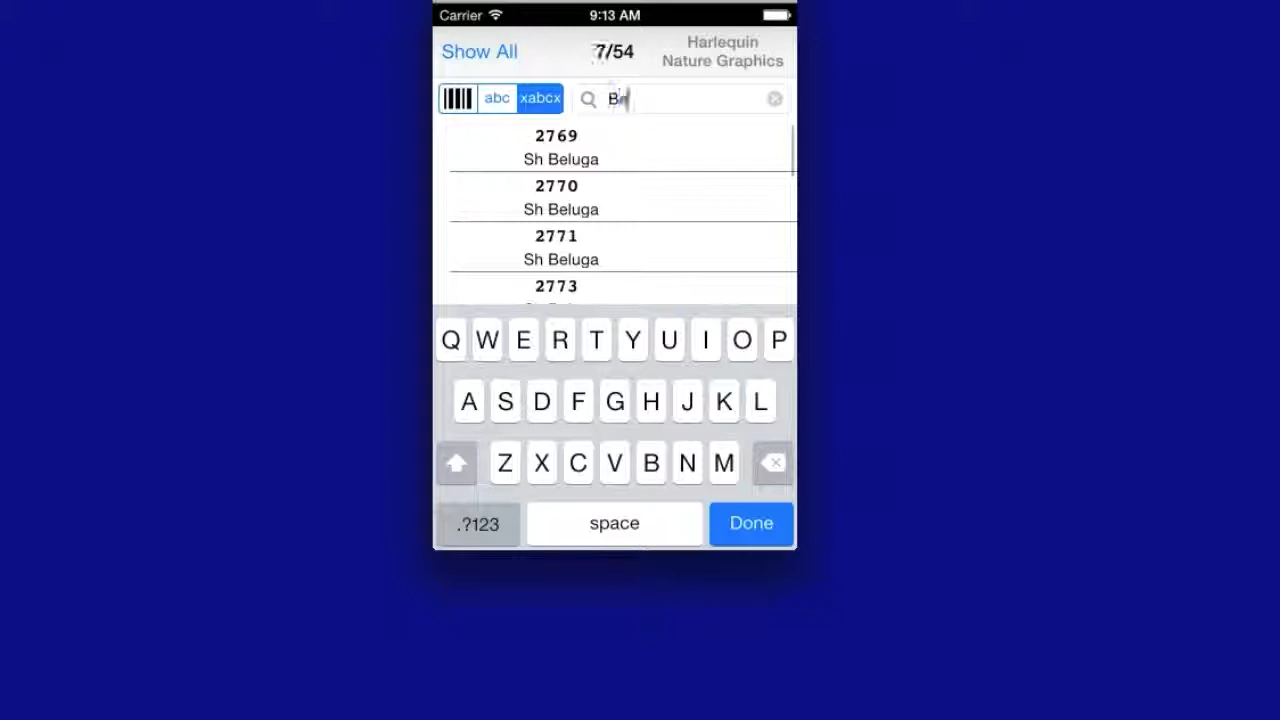 Carrier 9:13 AM
Show All 7/54 Harlequin
Nature Graphics
abc xabcx
2769
Sh Beluga
2770
Sh Beluga
2771
Sh Beluga
2773
Q W E R T Y U I O P
A S D F G H J K L
Z X C V B N M
.?123 space Done